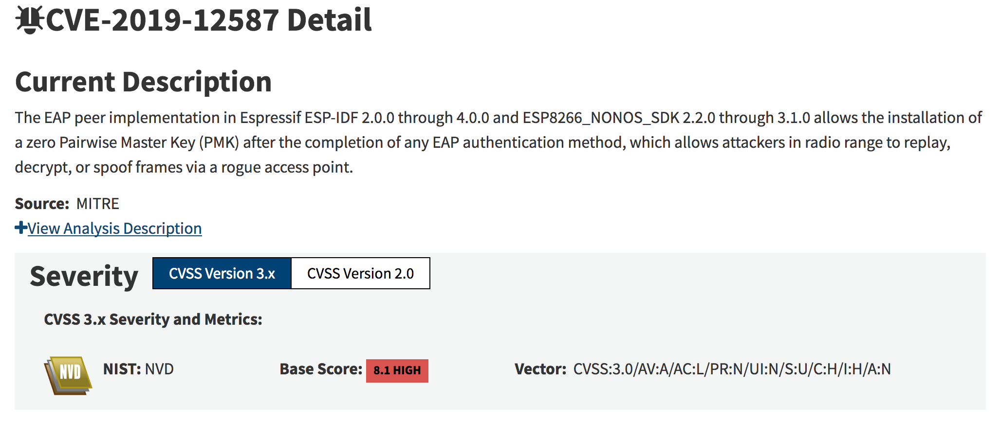 CVE-2019-12587 Detail
Current Description
The EAP peer implementation in Espressif ESP-IDF 2.0.0 through 4.0.0 and ESP8266_NONOS_SDK 2.2.0 through 3.1.0 allows the installation of
a zero Pairwise Master Key (PMK) after the completion of any EAP authentication method, which allows attackers in radio range to replay,
decrypt, or spoof frames via a rogue access point.
Source: MITRE
+View Analysis Description
Severity CVSS Version 3.x CVSS Version 2.0
CVSS 3.x Severity and Metrics:
NVD NIST: NVD Base Score: 8.1 HIGH Vector: CVSS:3.0/AV:A/AC:L/PR:N/UI:N/S:U/C:H/I:H/A:N